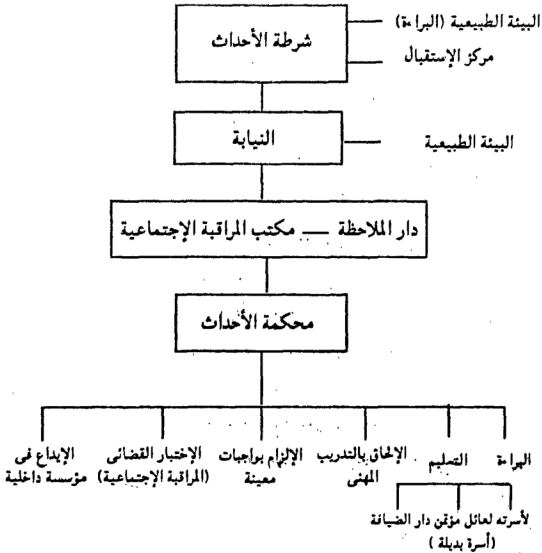 البيئة الطبيعية (البراءة)
شرطة الأحداث
مركز الإستقبال
النيابة
البيئة الطبيعية
دار الملاحظة — مكتب المراقبة الإجتماعية
محكمة الأحداث
البراءة
التسليم
الإلحاق بالتدريب
المهنى
الإلزام بواجبات
معينة
الإختبار القضائى
(المراقبة الإجتماعية)
الإيداع فى
مؤسسة داخلية
لأسرته لعائل مؤتمن دار الضيافة
(أسرة بديلة)